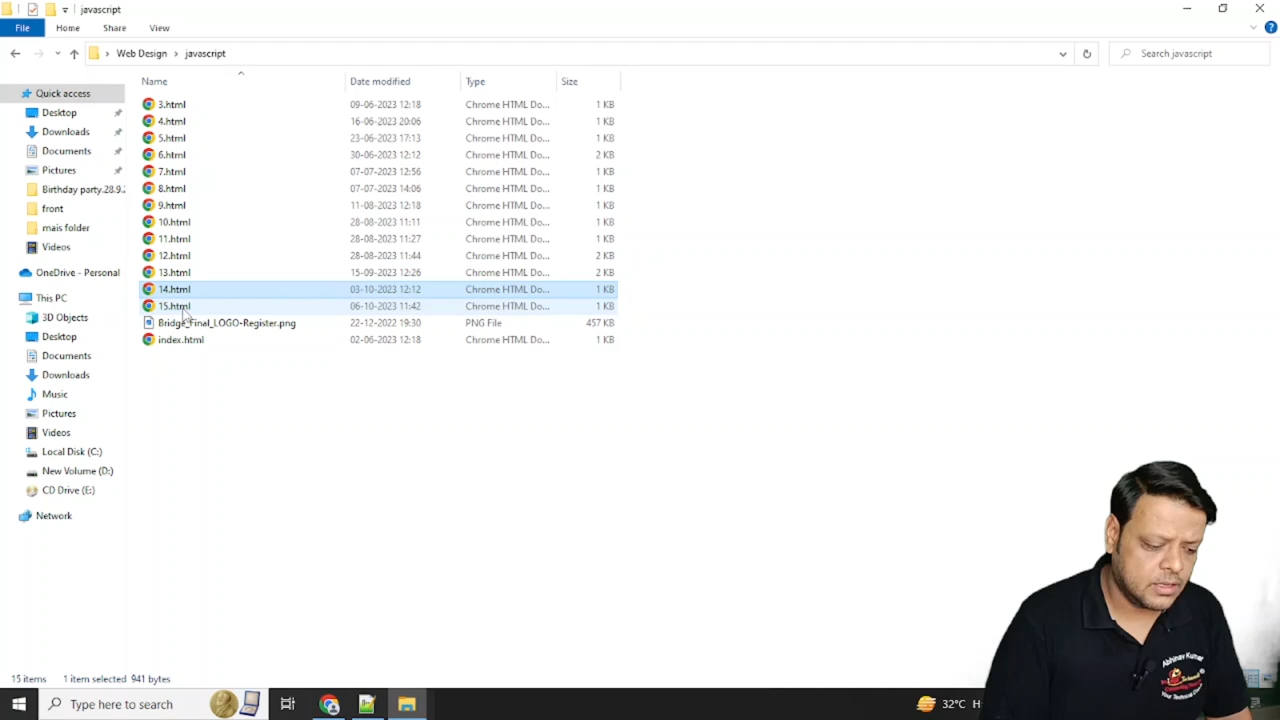 javascript
File Home Share View
Web Design javascript Search javascript
Name Date modified Type Size
Quick access
Desktop
Downloads
Documents
Pictures
Birthday party.28.9.2
front
mais folder
Videos
OneDrive - Personal
This PC
3D Objects
Desktop
Documents
Downloads
Music
Pictures
Videos
Local Disk (C:)
New Volume (D:)
CD Drive (E:)
Network
3.html 09-06-2023 12:18 Chrome HTML Do... 1 KB
4.html 16-06-2023 20:06 Chrome HTML Do... 1 KB
5.html 23-06-2023 17:13 Chrome HTML Do... 1 KB
6.html 30-06-2023 12:12 Chrome HTML Do... 2 KB
7.html 07-07-2023 12:56 Chrome HTML Do... 1 KB
8.html 07-07-2023 14:06 Chrome HTML Do... 1 KB
9.html 11-08-2023 12:18 Chrome HTML Do... 1 KB
10.html 28-08-2023 11:11 Chrome HTML Do... 1 KB
11.html 28-08-2023 11:27 Chrome HTML Do... 1 KB
12.html 28-08-2023 11:44 Chrome HTML Do... 2 KB
13.html 15-09-2023 12:26 Chrome HTML Do... 2 KB
14.html 03-10-2023 12:12 Chrome HTML Do... 1 KB
15.html 06-10-2023 11:42 Chrome HTML Do... 1 KB
Bridge_Final_LOGO-Register.png 22-12-2022 19:30 PNG File 457 KB
index.html 02-06-2023 12:18 Chrome HTML Do... 1 KB
Abhinav Kumar
15 items 1 item selected 941 bytes
Type here to search
32°C